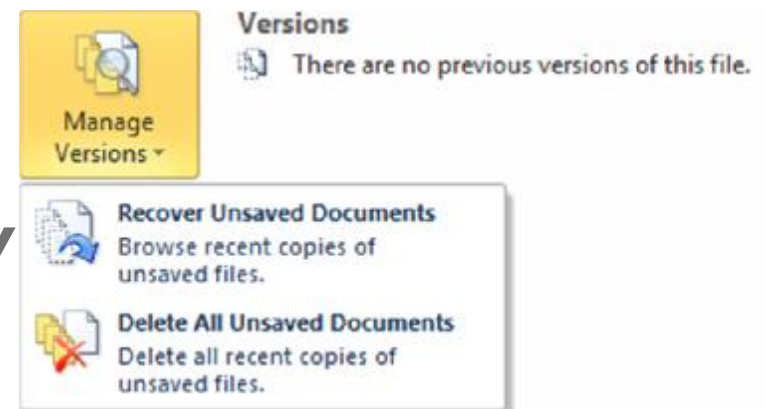 Versions
There are no previous versions of this file.
Manage
Versions
Recover Unsaved Documents
Browse recent copies of
unsaved files.
Delete All Unsaved Documents
Delete all recent copies of
unsaved files.